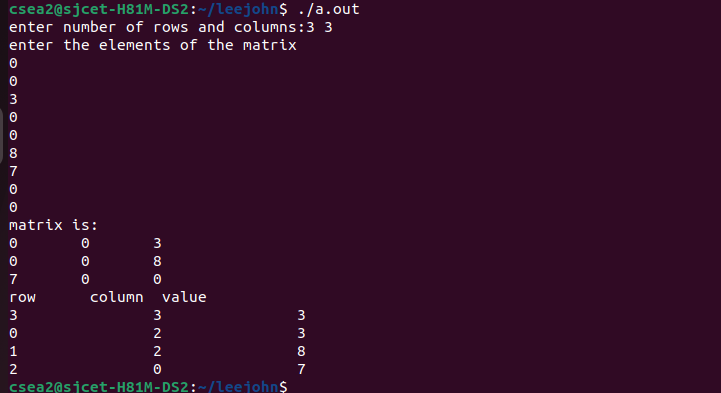 csea2@sjcet-H81M-DS2:~/leejohn$ ./a.out
enter number of rows and columns:3 3
enter the elements of the matrix
0
0
3
0
0
8
7
0
0
matrix is:
0 0 3
0 0 8
7 0 0
row column value
3 3 3
0 2 3
1 2 8
2 0 7
csea2@sjcet-H81M-DS2:~/leejohn$